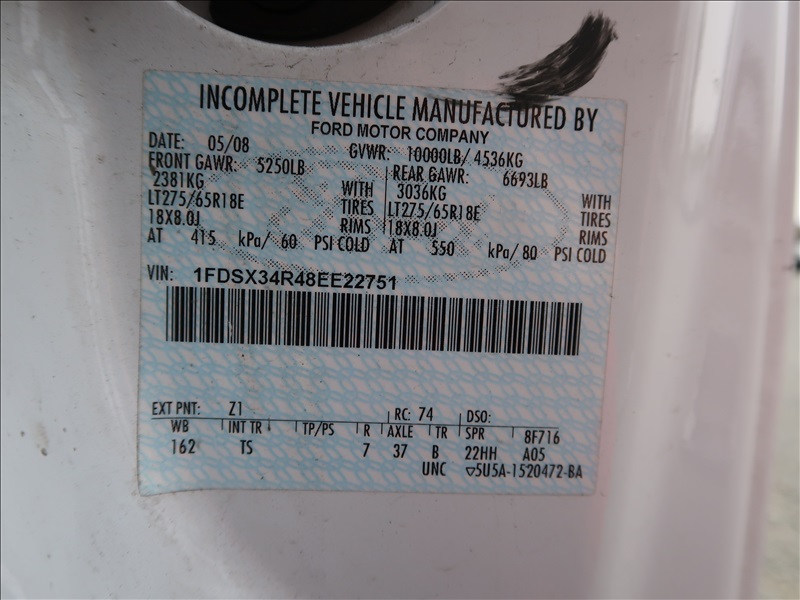 INCOMPLETE VEHICLE MANUFACTURED BY
FORD MOTOR COMPANY
DATE: 05/08 GVWR: 10000LB/ 4536KG
FRONT GAWR: 5250LB REAR GAWR: 6693LB
2381KG WITH 3036KG WITH
LT275/65R18E TIRES LT275/65R18E TIRES
18X8.0J RIMS 18X8.0J RIMS
AT 415 kPa/ 60 PSI COLD AT 550 kPa/ 80 PSI COLD
VIN: 1FDSX34R48EE22751
EXT PNT: Z1 RC: 74 DSO:
WB INT TR TP/PS R AXLE TR SPR 8F716
162 TS 7 37 B 22HH A05
UNC ▽5U5A-1520472-BA